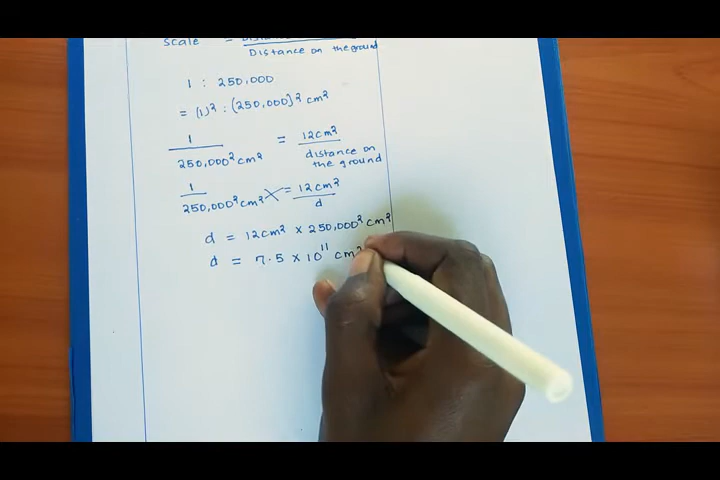 Scale =
Distance on the ground
1 : 250,000
= (1)² : (250,000)² cm²
1 / 250,000² cm² = 12cm² / distance on the ground
1 / 250,000² cm² = 12cm² / d
d = 12cm² × 250,000² cm²
d = 7.5 × 10¹¹ cm²